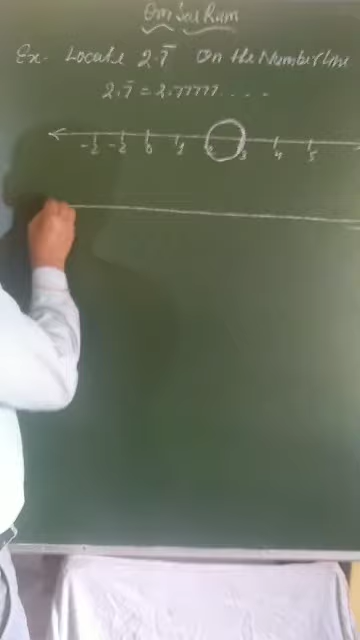 Om Sai Ram
Ex- Locate 2.7̄ On the Number line
2.7̄ = 2.77777.....
-2 -2 0 1 2 3 4 5